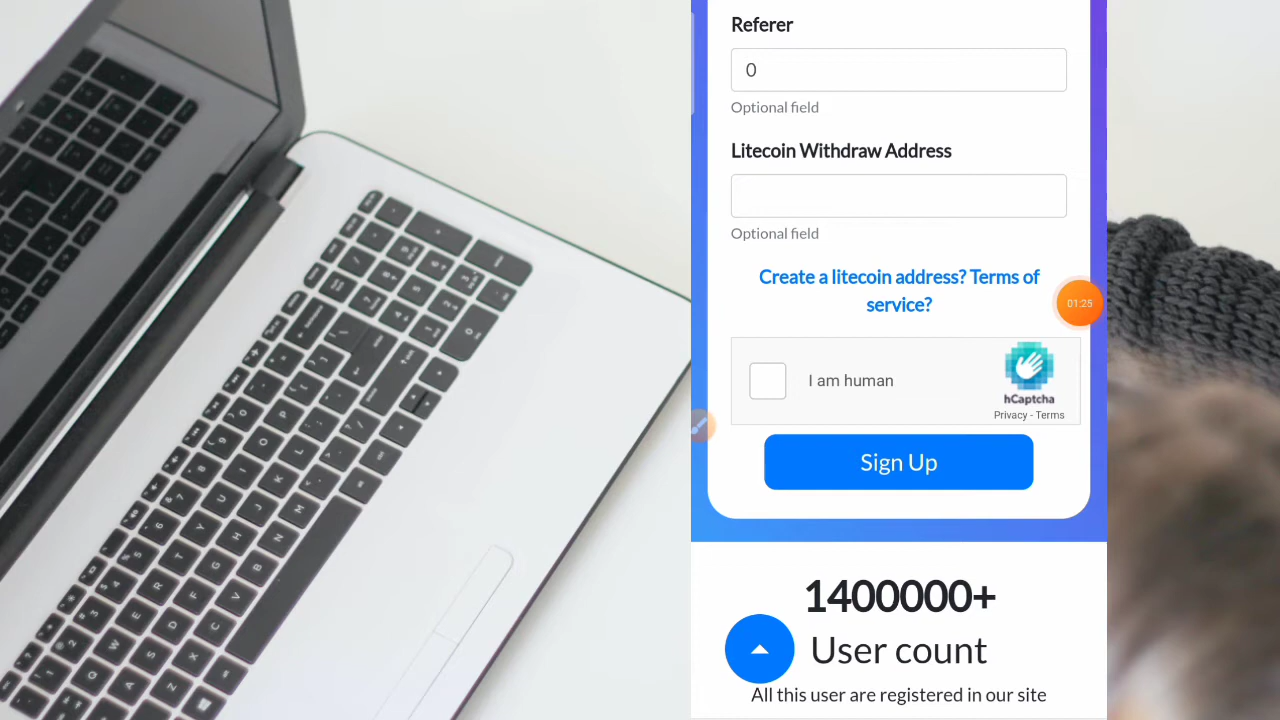 Referer
0
Optional field
Litecoin Withdraw Address
Optional field
Create a litecoin address? Terms of
service?
01:25
I am human
hCaptcha
Privacy - Terms
Sign Up
1400000+
User count
All this user are registered in our site